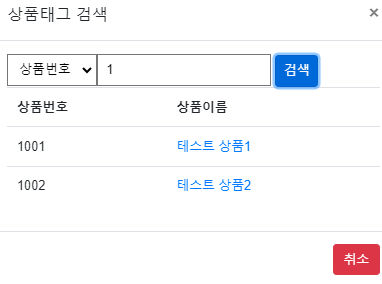 상품태그 검색 ×
상품번호 1 검색
상품번호 상품이름
1001 테스트 상품1
1002 테스트 상품2
취소